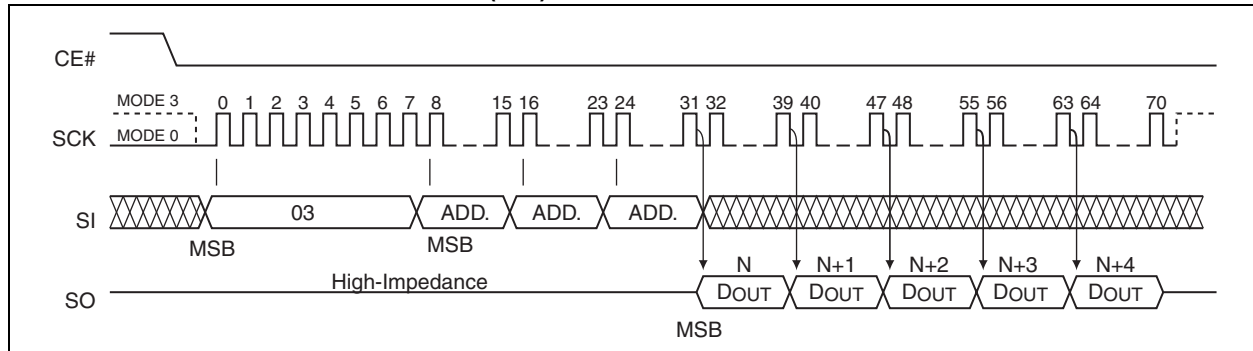 CE#
MODE 3
0 1 2 3 4 5 6 7 8 15 16 23 24 31 32 39 40 47 48 55 56 63 64 70
SCK
MODE 0
SI
03
ADD.
ADD.
ADD.
MSB
MSB
N
N+1
N+2
N+3
N+4
High-Impedance
SO
DOUT
DOUT
DOUT
DOUT
DOUT
MSB